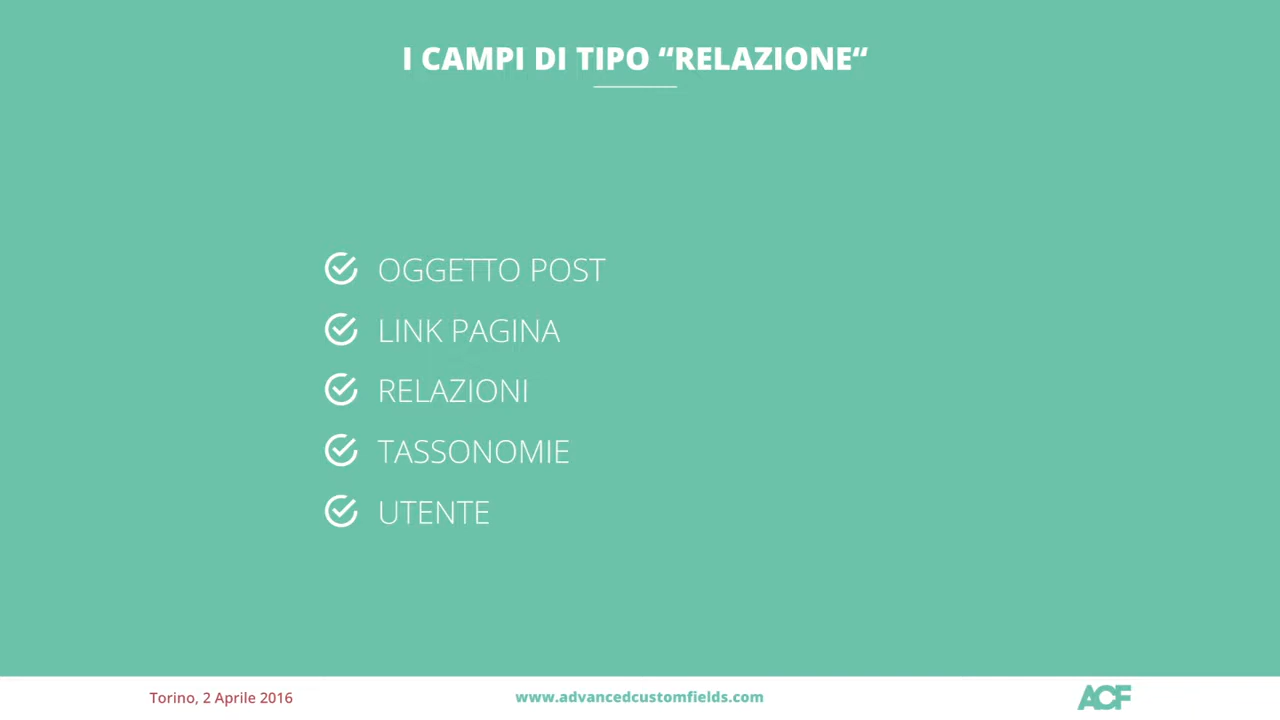 I CAMPI DI TIPO “RELAZIONE“
OGGETTO POST
LINK PAGINA
RELAZIONI
TASSONOMIE
UTENTE
Torino, 2 Aprile 2016
www.advancedcustomfields.com
ACF